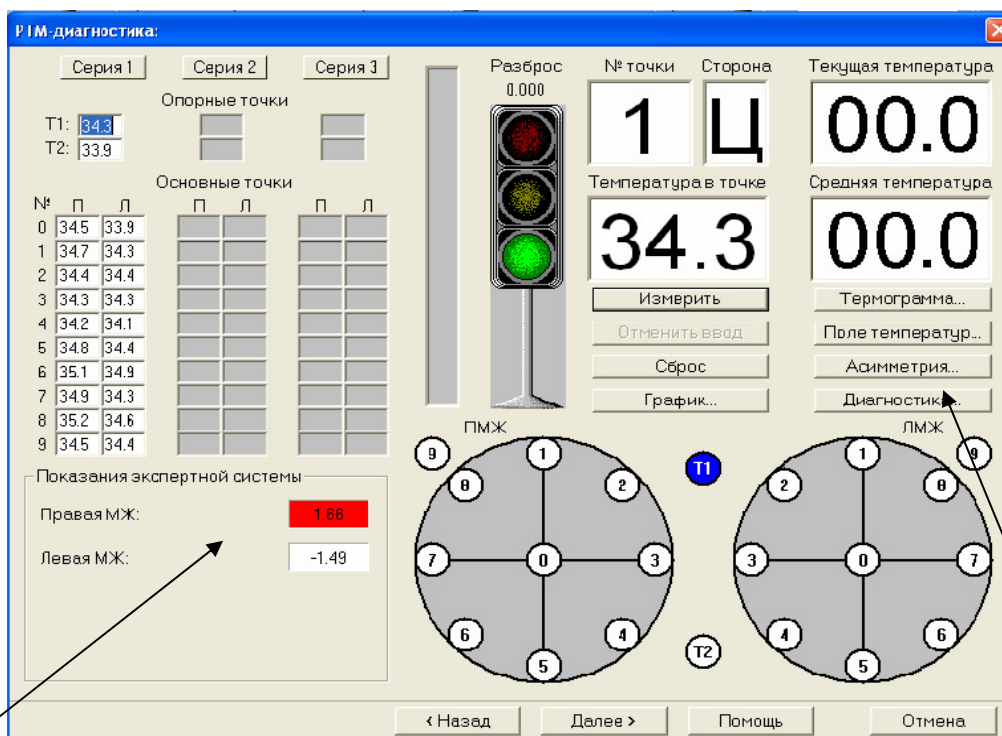 РТМ-диагностика:
Серия 1 Серия 2 Серия 3
Опорные точки
T1: 34.3
T2: 33.9
Основные точки
№ П Л П Л П Л
0 34.5 33.9
1 34.7 34.3
2 34.4 34.4
3 34.3 34.3
4 34.2 34.1
5 34.8 34.4
6 35.1 34.9
7 34.9 34.3
8 35.2 34.6
9 34.5 34.4
Показания экспертной системы
Правая МЖ: 1.66
Левая МЖ: -1.49
Разброс
0.000
№ точки Сторона
1 Ц
Температура в точке
34.3
Измерить
Отменить ввод
Сброс
График...
Текущая температура
00.0
Средняя температура
00.0
Термограмма...
Поле температур...
Асимметрия...
Диагностика...
ПМЖ ЛМЖ
9 1 T1 1 9
8 2 2 8
7 0 3 3 0 7
6 4 4 6
5 T2 5
< Назад Далее > Помощь Отмена